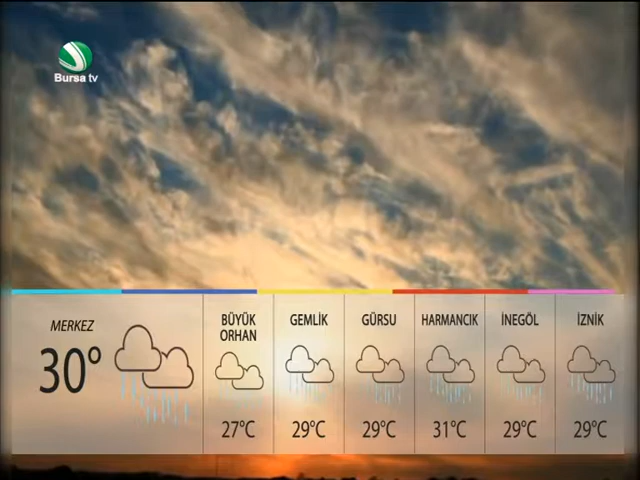 Bursa tv
MERKEZ
30°
BÜYÜK
ORHAN
27°C
GEMLİK
29°C
GÜRSU
29°C
HARMANCIK
31°C
İNEGÖL
29°C
İZNİK
29°C